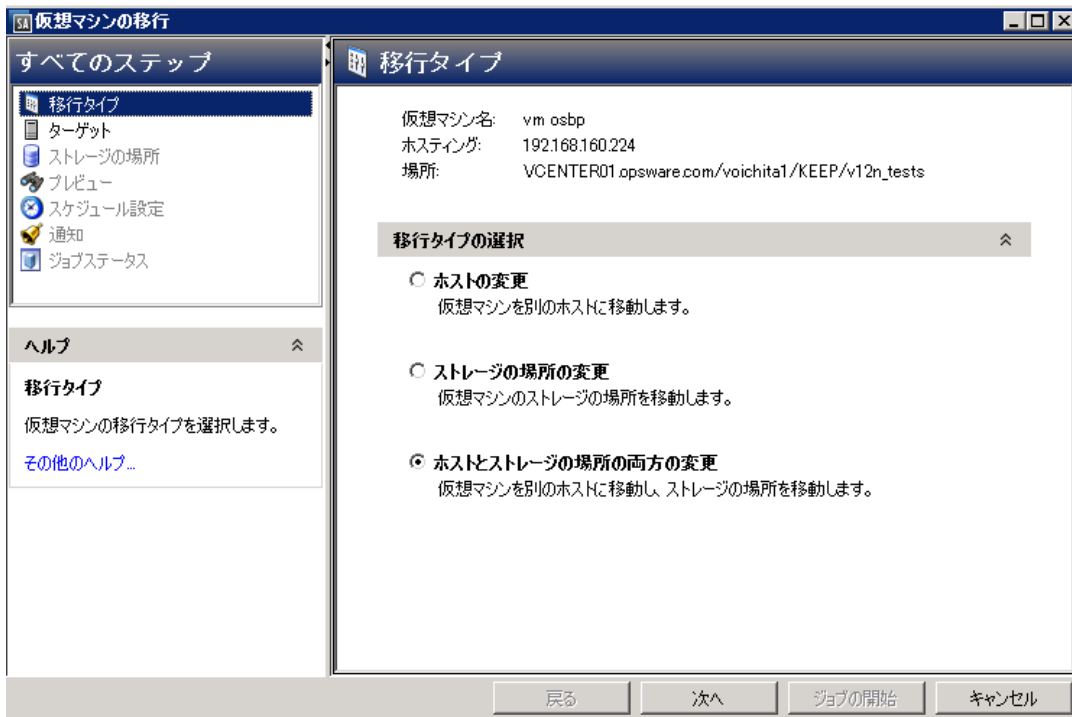 SA 仮想マシンの移行
すべてのステップ
移行タイプ
ターゲット
ストレージの場所
プレビュー
スケジュール設定
通知
ジョブステータス
ヘルプ
移行タイプ
仮想マシンの移行タイプを選択します。
その他のヘルプ...
移行タイプ
仮想マシン名: vm osbp
ホスティング: 192.168.160.224
場所: VCENTER01.opsware.com/voichita1/KEEP/v12n_tests
移行タイプの選択
ホストの変更
仮想マシンを別のホストに移動します。
ストレージの場所の変更
仮想マシンのストレージの場所を移動します。
ホストとストレージの場所の両方の変更
仮想マシンを別のホストに移動し、ストレージの場所を移動します。
戻る 次へ ジョブの開始 キャンセル